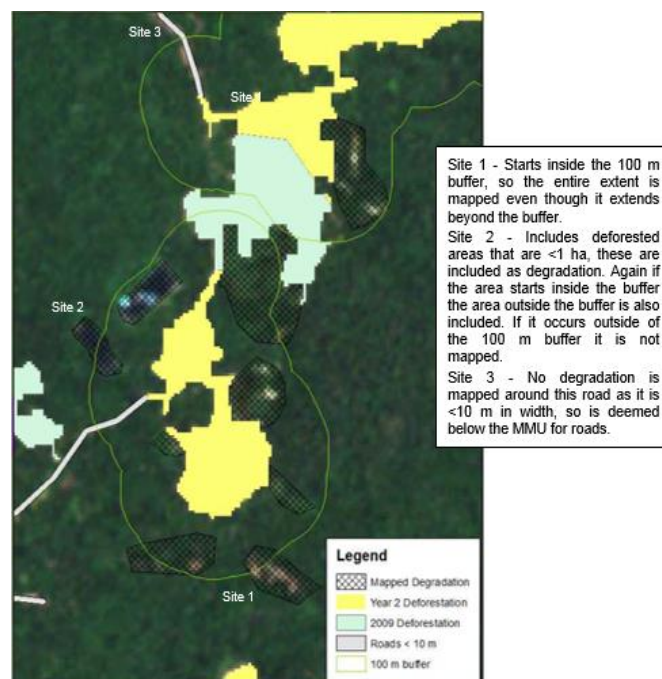 Site 3
Site
Site 2
Site 1
Site 1 - Starts inside the 100 m
buffer, so the entire extent is
mapped even though it extends
beyond the buffer.
Site 2 - Includes deforested
areas that are <1 ha, these are
included as degradation. Again if
the area starts inside the buffer
the area outside the buffer is also
included. If it occurs outside of
the 100 m buffer it is not
mapped.
Site 3 - No degradation is
mapped around this road as it is
<10 m in width, so is deemed
below the MMU for roads.
Legend
Mapped Degradation
Year 2 Deforestation
2009 Deforestation
Roads < 10 m
100 m buffer